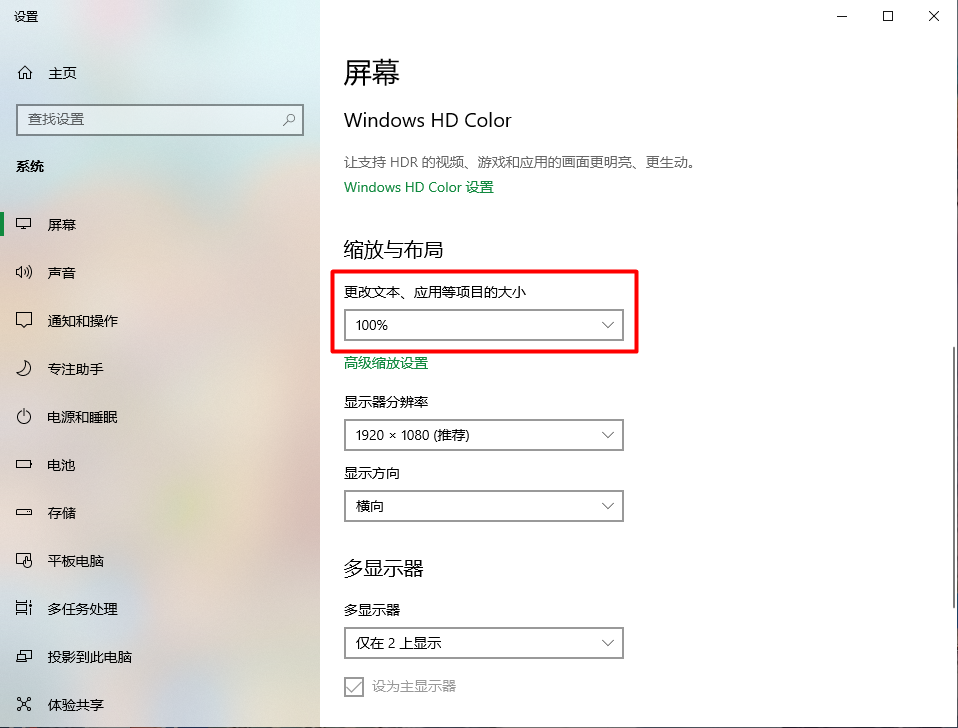 设置
主页
查找设置
系统
屏幕
声音
通知和操作
专注助手
电源和睡眠
电池
存储
平板电脑
多任务处理
投影到此电脑
体验共享
屏幕
Windows HD Color
让支持 HDR 的视频、游戏和应用的画面更明亮、更生动。
Windows HD Color 设置
缩放与布局
更改文本、应用等项目的大小
100%
高级缩放设置
显示器分辨率
1920 × 1080 (推荐)
显示方向
横向
多显示器
多显示器
仅在 2 上显示
设为主显示器